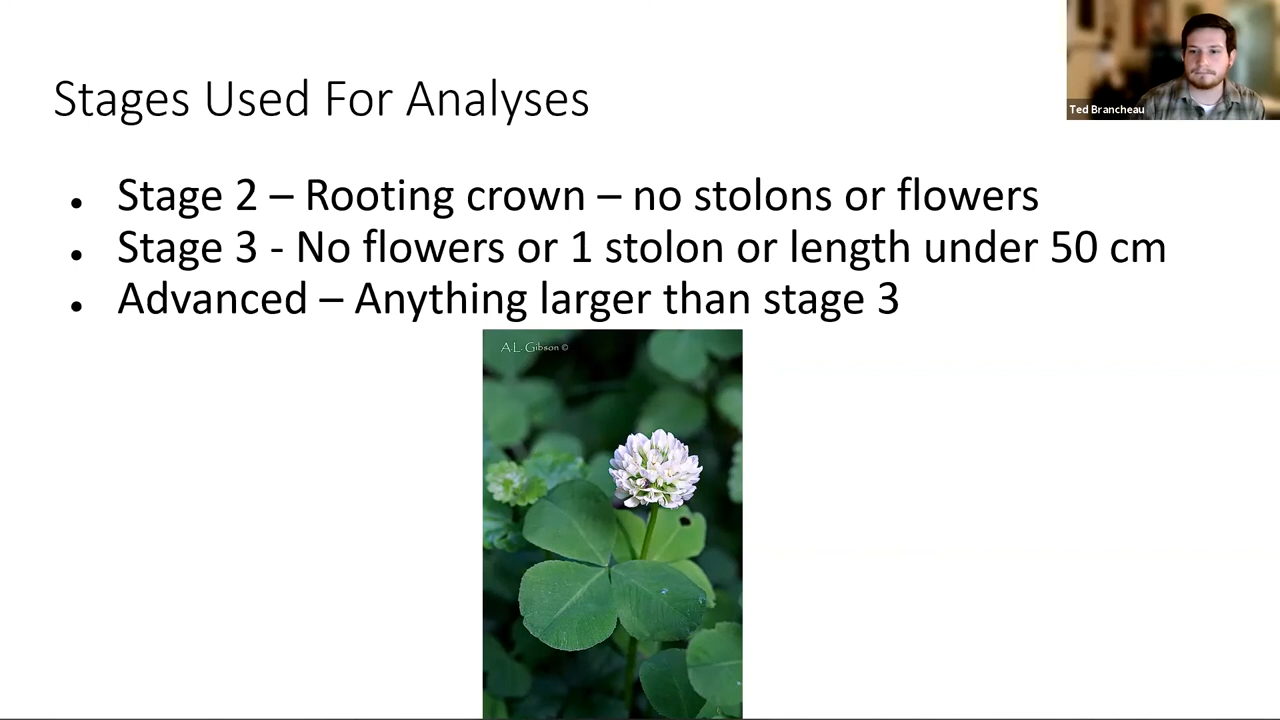 Stages Used For Analyses
Ted Brancheau
• Stage 2 – Rooting crown – no stolons or flowers
• Stage 3 - No flowers or 1 stolon or length under 50 cm
• Advanced – Anything larger than stage 3
A.L. Gibson ©